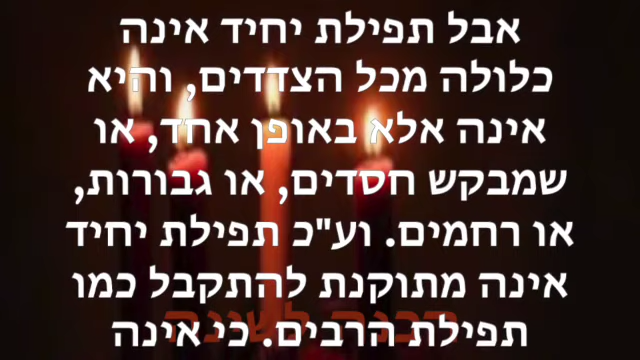 אבל תפילת יחיד אינה
כלולה מכל הצדדים, והיא
אינה אלא באופן אחד, או
שמבקש חסדים, או גבורות,
או רחמים. וע"כ תפילת יחיד
אינה מתוקנת להתקבל כמו
תפילת הרבים. כי אינה